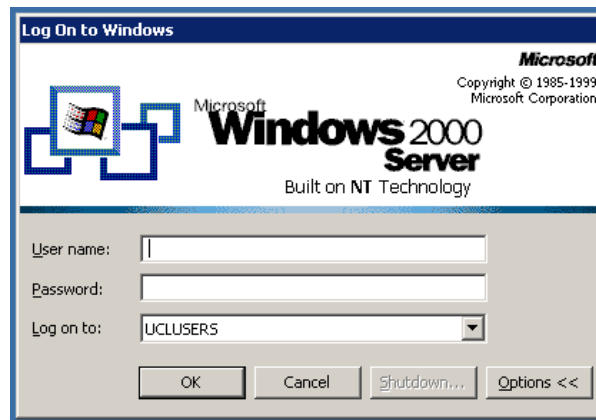 Log On to Windows
Microsoft
Copyright © 1985-1999
Microsoft Corporation
Microsoft
Windows 2000
Server
Built on NT Technology
User name:
Password:
Log on to: UCLUSERS
OK Cancel Shutdown... Options <<